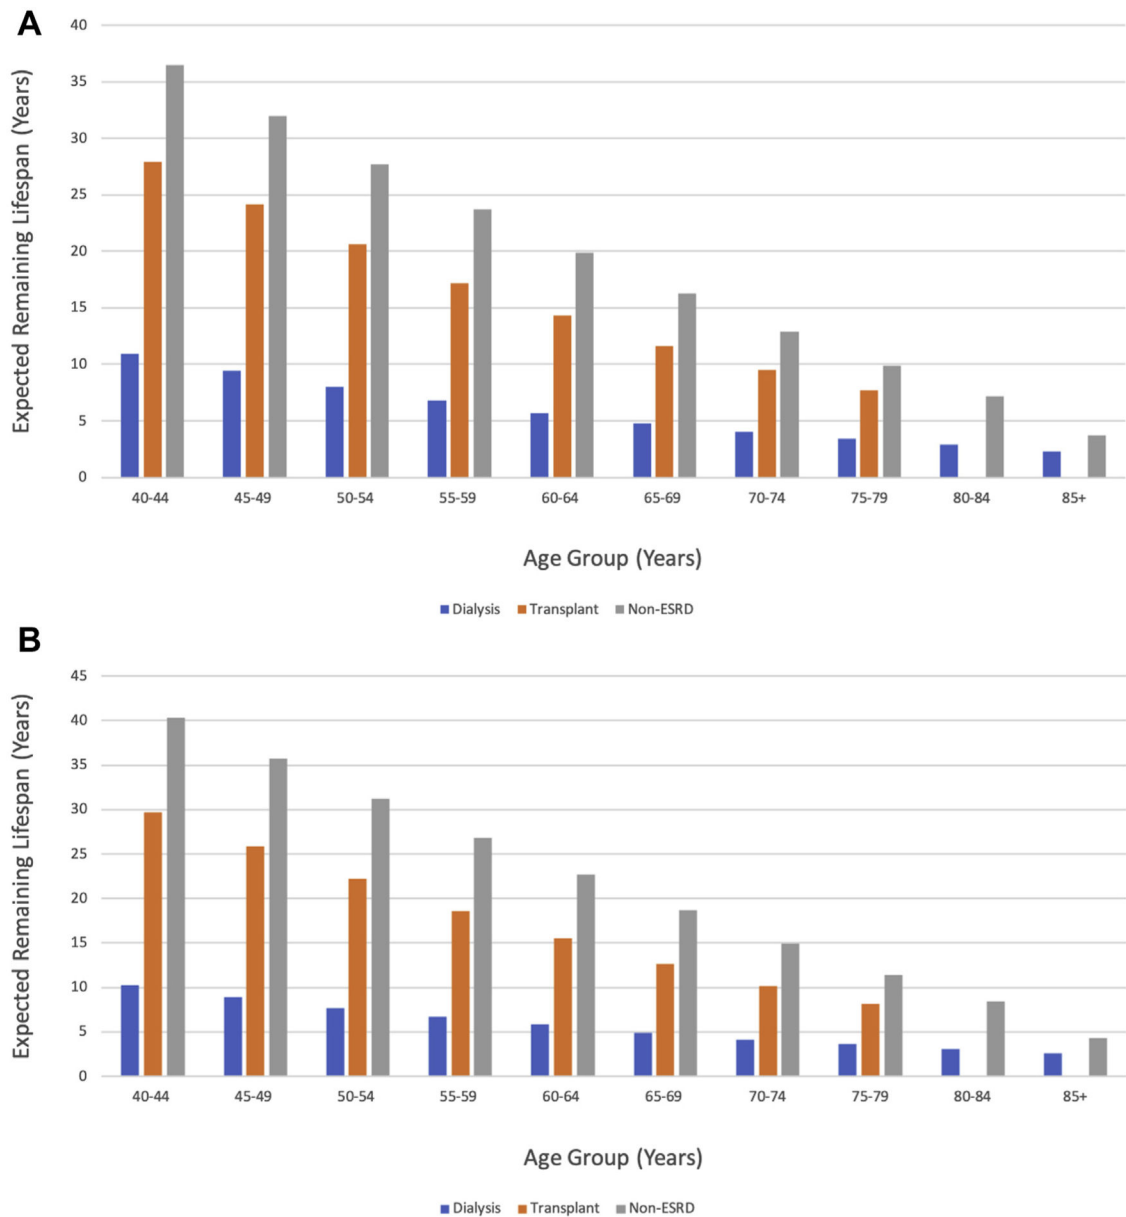 A
40
35
30
25
20
15
10
5
0
Expected Remaining Lifespan (Years)
40-44 45-49 50-54 55-59 60-64 65-69 70-74 75-79 80-84 85+
Age Group (Years)
Dialysis Transplant Non-ESRD
B
45
40
35
30
25
20
15
10
5
0
Expected Remaining Lifespan (Years)
40-44 45-49 50-54 55-59 60-64 65-69 70-74 75-79 80-84 85+
Age Group (Years)
Dialysis Transplant Non-ESRD